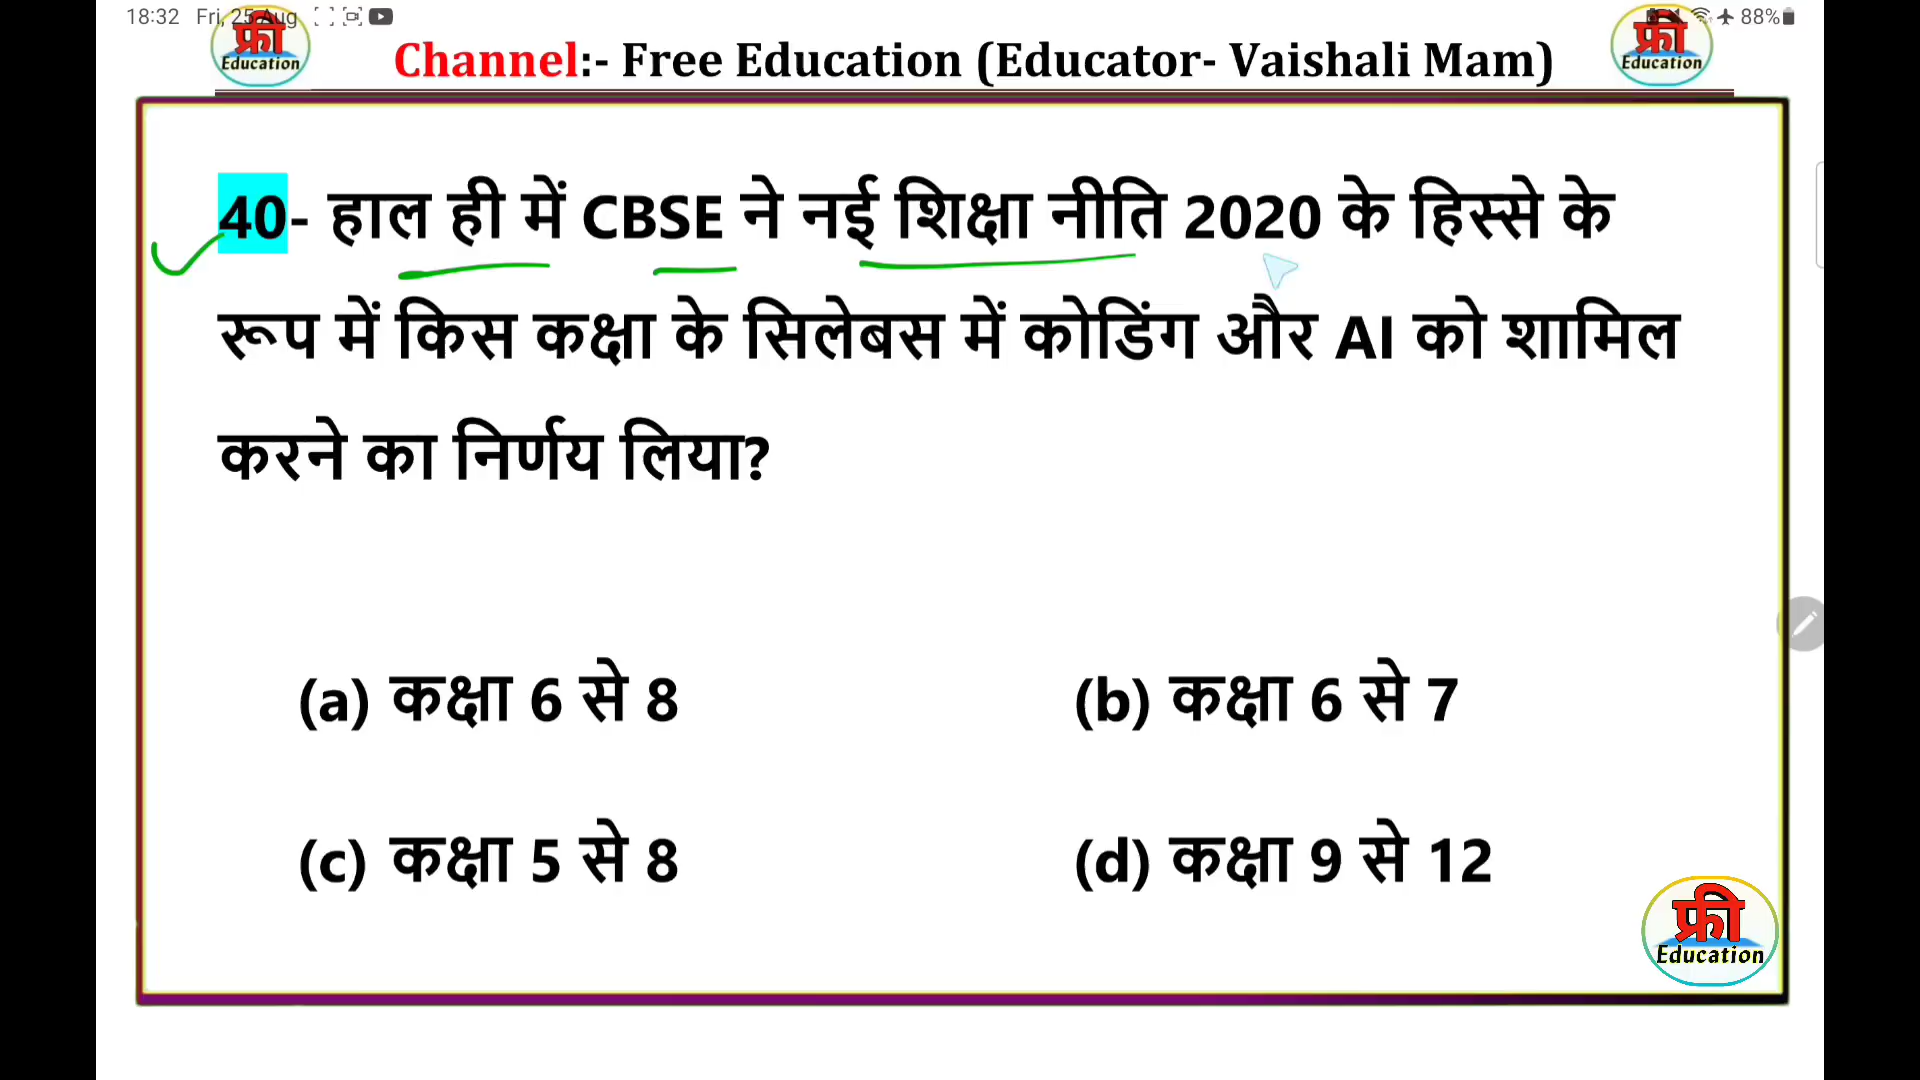 18:32 Fri, 25 Aug 88%
फ्री Education
Channel:- Free Education (Educator- Vaishali Mam)
फ्री Education
40- हाल ही में CBSE ने नई शिक्षा नीति 2020 के हिस्से के
रूप में किस कक्षा के सिलेबस में कोडिंग और AI को शामिल
करने का निर्णय लिया?
(a) कक्षा 6 से 8 (b) कक्षा 6 से 7
(c) कक्षा 5 से 8 (d) कक्षा 9 से 12
फ्री
Education